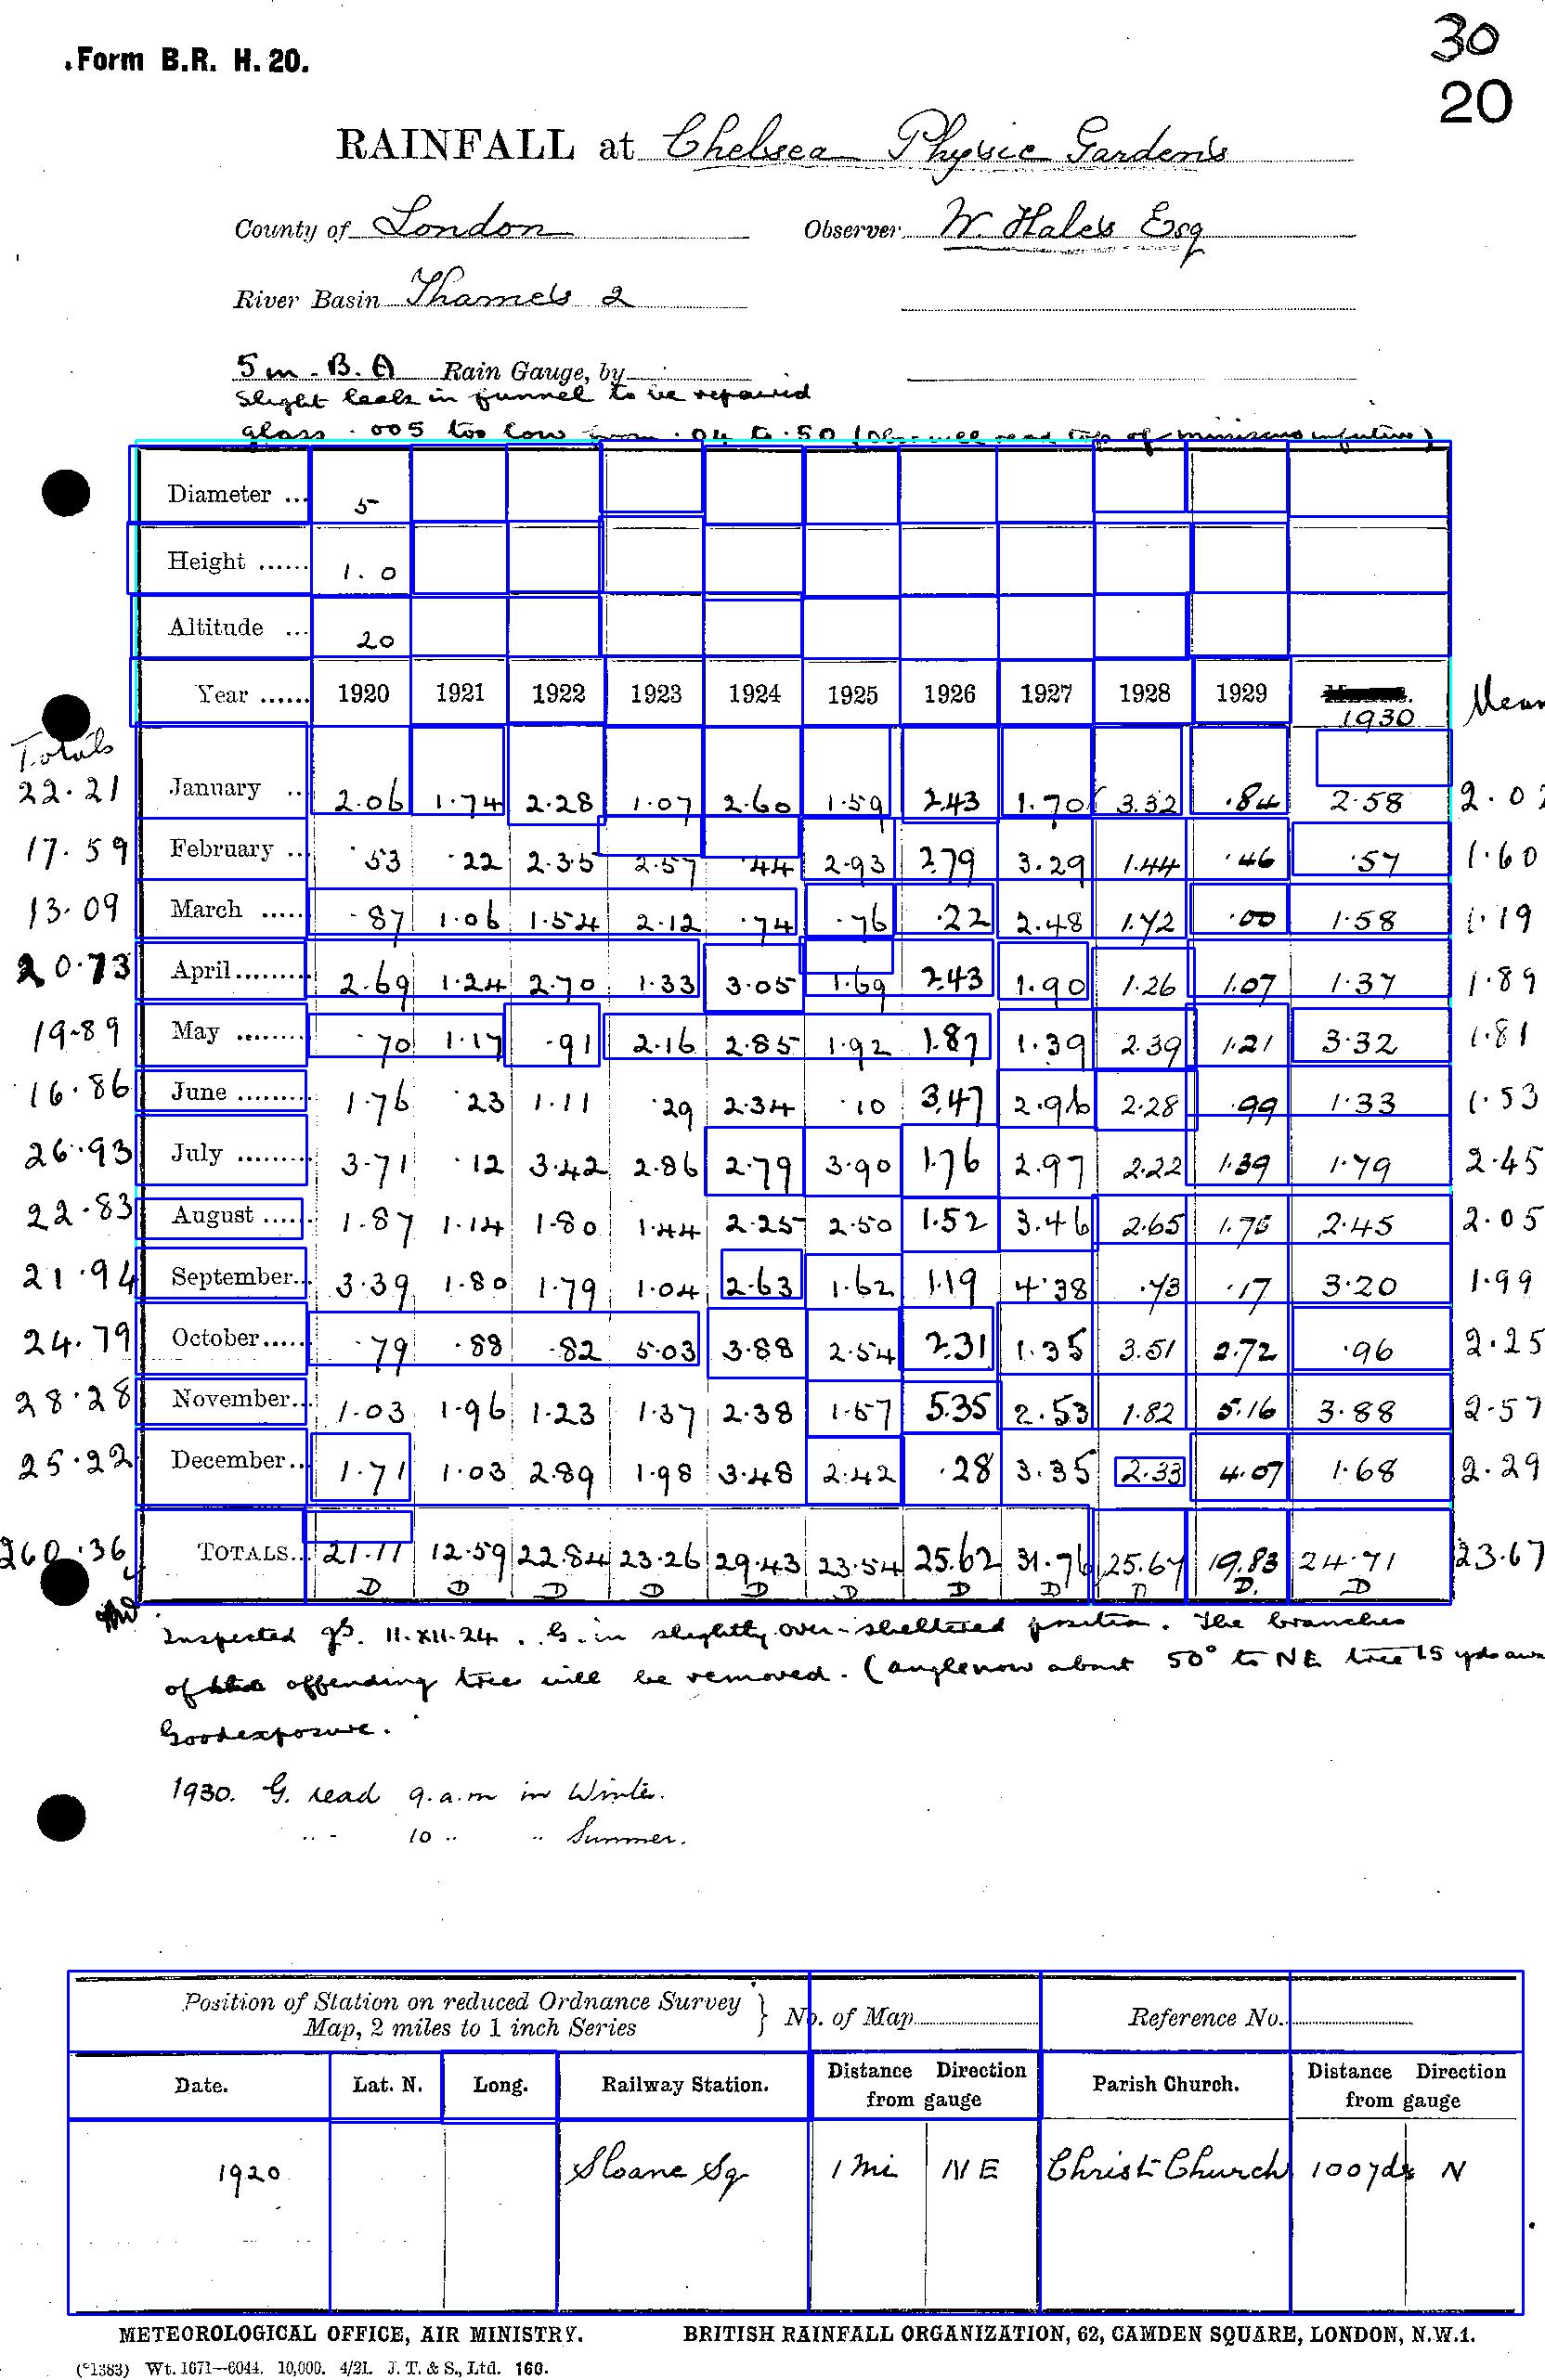 30
20
Form B.R. H. 20.
RAINFALL at Chelsea Physic Gardens
County of London Observer W. Hales Esq
River Basin Thames 2
5 in. B. A Rain Gauge, by
Slight leak in funnel to be repaired
glass .005 too low from .04 to .50 (Obs. will read top of miniscus in future)
Diameter ... 5
Height ...... 1.0
Altitude ... 20
Year ...... 1920 1921 1922 1923 1924 1925 1926 1927 1928 1929 1930 Mean
Totals
22.21 January .. 2.06 1.74 2.28 1.07 2.60 1.59 2.43 1.70 3.32 .84 2.58 2.02
17.59 February .. .53 .22 2.35 2.57 .44 2.93 2.79 3.29 1.44 .46 .57 1.60
13.09 March ..... .87 1.06 1.54 2.12 .74 .76 .22 2.48 1.72 .00 1.58 1.19
20.73 April......... 2.69 1.24 2.70 1.33 3.05 1.69 2.43 1.90 1.26 1.07 1.37 1.89
19.89 May ......... .70 1.17 .91 2.16 2.85 1.92 1.87 1.39 2.39 1.21 3.32 1.81
16.86 June ......... 1.76 .23 1.11 .29 2.34 .10 3.47 2.96 2.28 .99 1.33 1.53
26.93 July ......... 3.71 .12 3.42 2.86 2.79 3.90 1.76 2.97 2.22 1.39 1.79 2.45
22.83 August ...... 1.87 1.14 1.80 1.44 2.25 2.50 1.52 3.46 2.65 1.75 2.45 2.05
21.94 September... 3.39 1.80 1.79 1.04 2.63 1.62 1.19 4.38 .73 .17 3.20 1.99
24.79 October...... .79 .88 .82 5.03 3.88 2.54 2.31 1.35 3.51 2.72 .96 2.25
28.28 November... 1.03 1.96 1.23 1.37 2.38 1.57 5.35 2.53 1.82 5.16 3.88 2.57
25.22 December... 1.71 1.03 2.89 1.98 3.48 2.42 .28 3.35 2.33 4.07 1.68 2.29
260.36 TOTALS... 21.11 12.59 22.84 23.26 29.43 23.54 25.62 31.76 25.67 19.83 24.71 23.67
D D D D D D D D D D. D
Inspected 11.XII.24. G. in slightly over-sheltered position. The branches
of offending tree will be removed. (angle now about 50° to NE tree 15 yds
Good exposure.
1930. G. read 9.a.m in Winter.
.. - 10 .. .. Summer.
Position of Station on reduced Ordnance Survey
Map, 2 miles to 1 inch Series } No. of Map Reference No.
Date. Lat. N. Long. Railway Station. Distance Direction from gauge Parish Church. Distance Direction from gauge
1920 Sloane Sq 1 mi NE Christ Church 100 yds N
METEOROLOGICAL OFFICE, AIR MINISTRY. BRITISH RAINFALL ORGANIZATION, 62, CAMDEN SQUARE, LONDON, N.W.1.
(*1383) Wt. 1671—6044. 10,000. 4/21. J. T. & S., Ltd. 160.